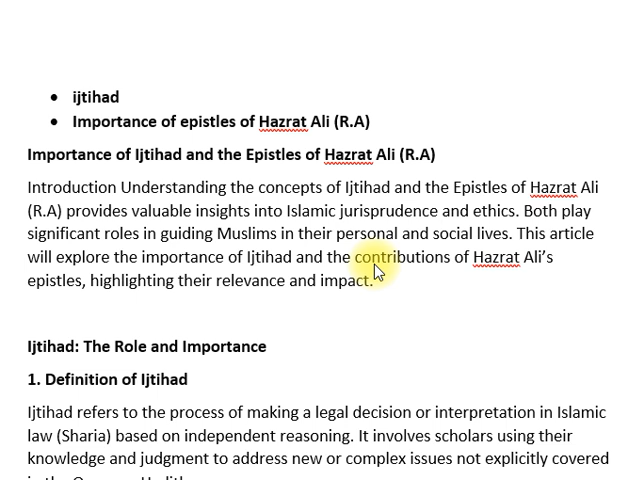 • ijtihad
• Importance of epistles of Hazrat Ali (R.A)
Importance of Ijtihad and the Epistles of Hazrat Ali (R.A)
Introduction Understanding the concepts of Ijtihad and the Epistles of Hazrat Ali
(R.A) provides valuable insights into Islamic jurisprudence and ethics. Both play
significant roles in guiding Muslims in their personal and social lives. This article
will explore the importance of Ijtihad and the contributions of Hazrat Ali’s
epistles, highlighting their relevance and impact.
Ijtihad: The Role and Importance
1. Definition of Ijtihad
Ijtihad refers to the process of making a legal decision or interpretation in Islamic
law (Sharia) based on independent reasoning. It involves scholars using their
knowledge and judgment to address new or complex issues not explicitly covered